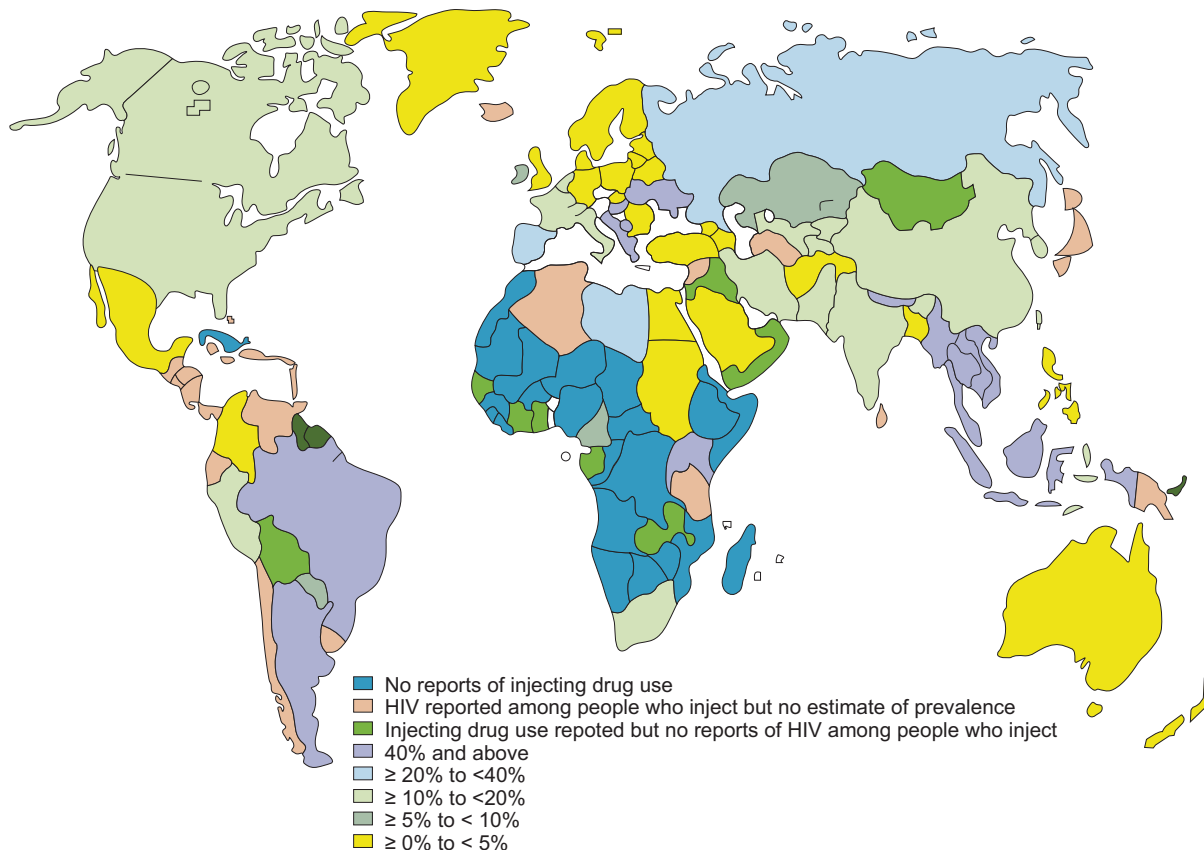 No reports of injecting drug use
HIV reported among people who inject but no estimate of prevalence
Injecting drug use repoted but no reports of HIV among people who inject
40% and above
≥ 20% to <40%
≥ 10% to <20%
≥ 5% to < 10%
≥ 0% to < 5%